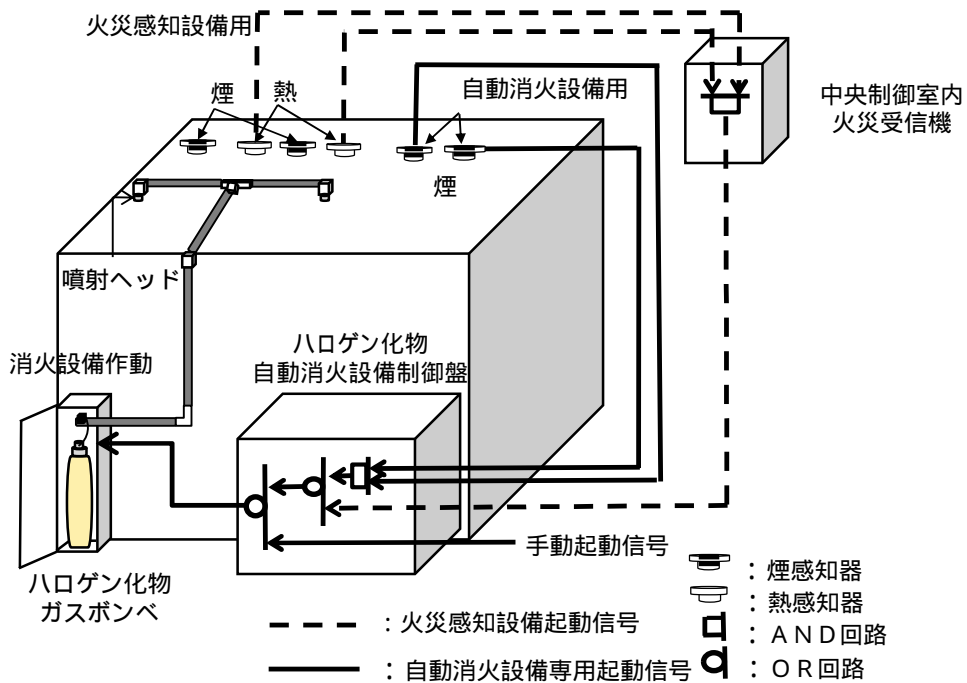 火災感知設備用
煙
熱
自動消火設備用
中央制御室内
火災受信機
煙
噴射ヘッド
消火設備作動
ハロゲン化物
自動消火設備制御盤
手動起動信号
ハロゲン化物
ガスボンベ
：煙感知器
：熱感知器
：ＡＮＤ回路
：ＯＲ回路
：火災感知設備起動信号
：自動消火設備専用起動信号